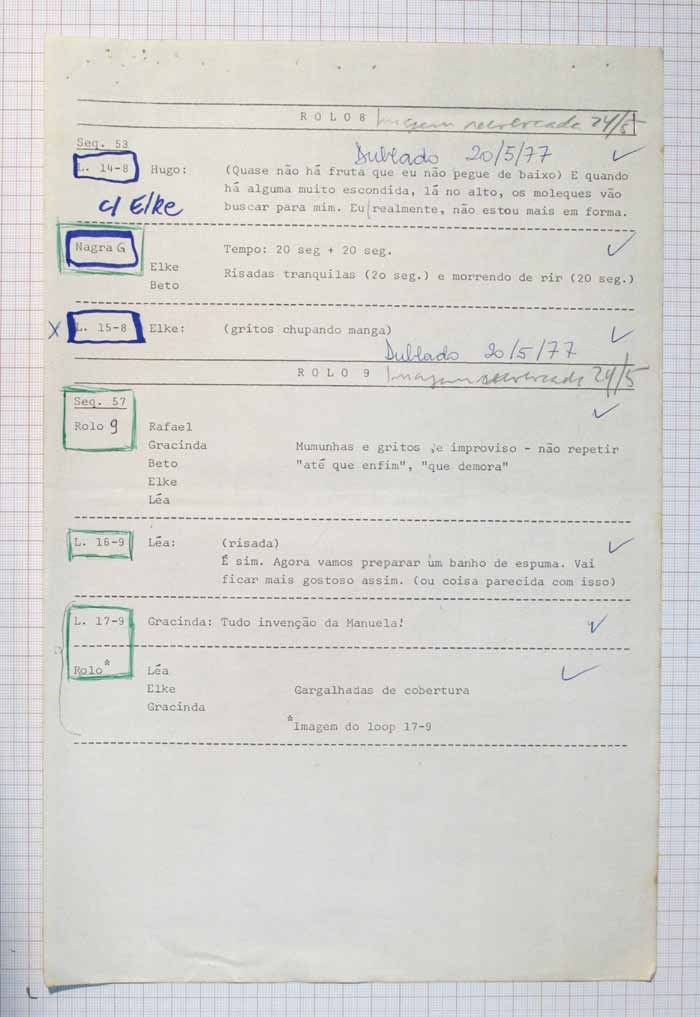 ROLO 8 Imagem 24/5
Seq. 53
Dublado 20/5/77
L. 14-8 Hugo: (Quase não há fruta que eu não pegue de baixo) E quando
há alguma muito escondida, lá no alto, os moleques vão
c/ Elke
buscar para mim. Eu, realmente, não estou mais em forma.
Nagra G Tempo: 20 seg + 20 seg.
Elke Risadas tranquilas (2o seg.) e morrendo de rir (20 seg.)
Beto
X L. 15-8 Elke: (gritos chupando manga)
Dublado 20/5/77
ROLO 9 Imagem 24/5
Seq. 57
Rolo 9 Rafael
Gracinda Mumunhas e gritos de improviso - não repetir
Beto "até que enfim", "que demora"
Elke
Léa
L. 16-9 Léa: (risada)
É sim. Agora vamos preparar um banho de espuma. Vai
ficar mais gostoso assim. (ou coisa parecida com isso)
L. 17-9 Gracinda: Tudo invenção da Manuela!
Rolo* Léa
Elke Gargalhadas de cobertura
Gracinda
*Imagem do loop 17-9